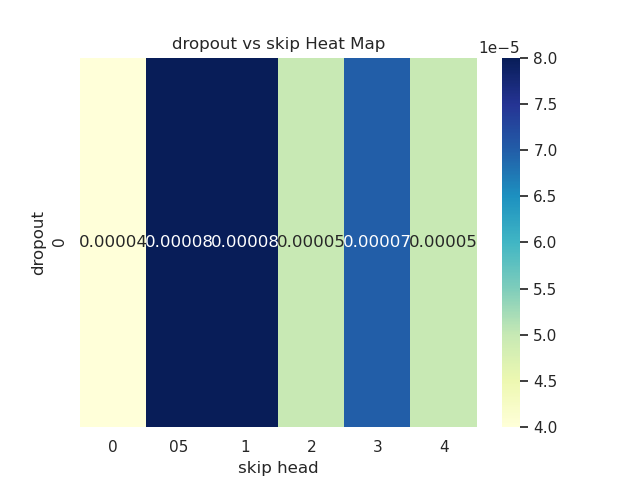 dropout vs skip Heat Map
1e−5
8.0
7.5
7.0
6.5
6.0
5.5
5.0
4.5
4.0
dropout
0
0.00004 0.00008 0.00008 0.00005 0.00007 0.00005
0 05 1 2 3 4
skip head